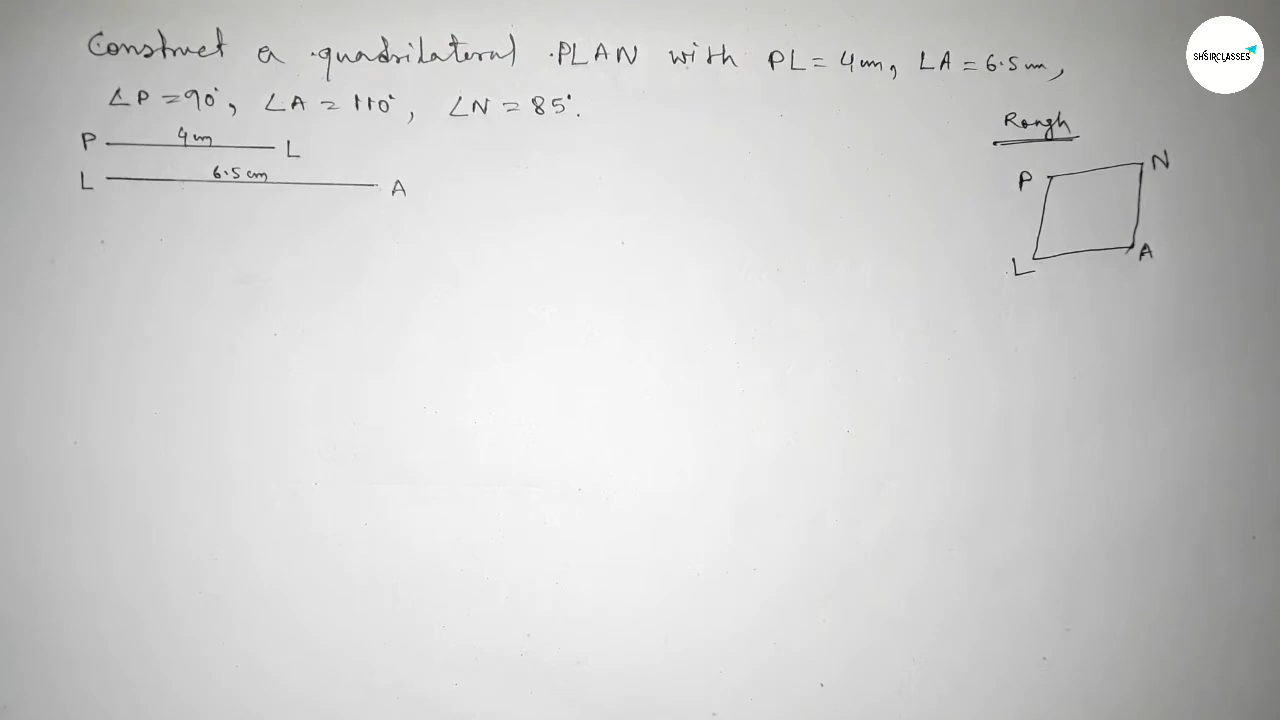 Construct a quadrilateral PLAN with PL = 4cm, LA = 6.5cm,
∠P = 90°, ∠A = 110°, ∠N = 85°.
P 4cm L
L 6.5 cm A
Rough
P N
L A
SHSIRCLASSES